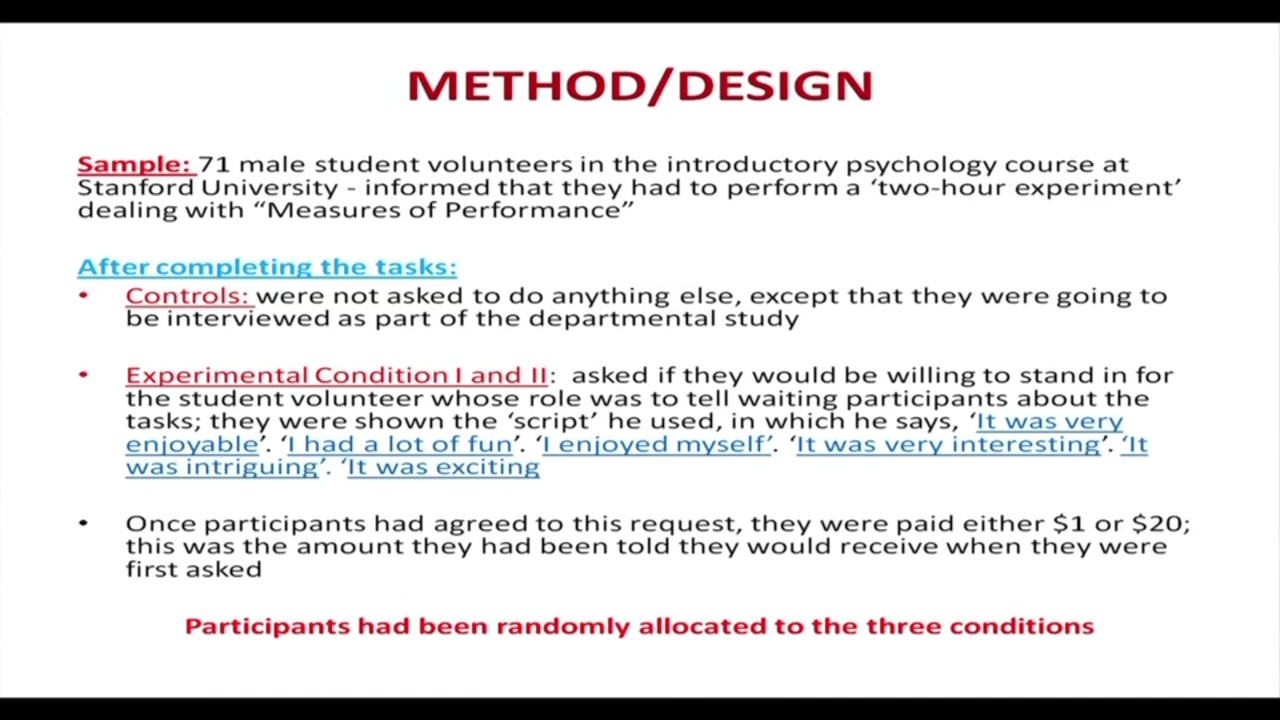 METHOD/DESIGN
Sample: 71 male student volunteers in the introductory psychology course at
Stanford University - informed that they had to perform a ‘two-hour experiment’
dealing with “Measures of Performance”
After completing the tasks:
• Controls: were not asked to do anything else, except that they were going to
be interviewed as part of the departmental study
• Experimental Condition I and II: asked if they would be willing to stand in for
the student volunteer whose role was to tell waiting participants about the
tasks; they were shown the ‘script’ he used, in which he says, ‘It was very
enjoyable’. ‘I had a lot of fun’. ‘I enjoyed myself’. ‘It was very interesting’. ‘It
was intriguing’. ‘It was exciting
• Once participants had agreed to this request, they were paid either $1 or $20;
this was the amount they had been told they would receive when they were
first asked
Participants had been randomly allocated to the three conditions